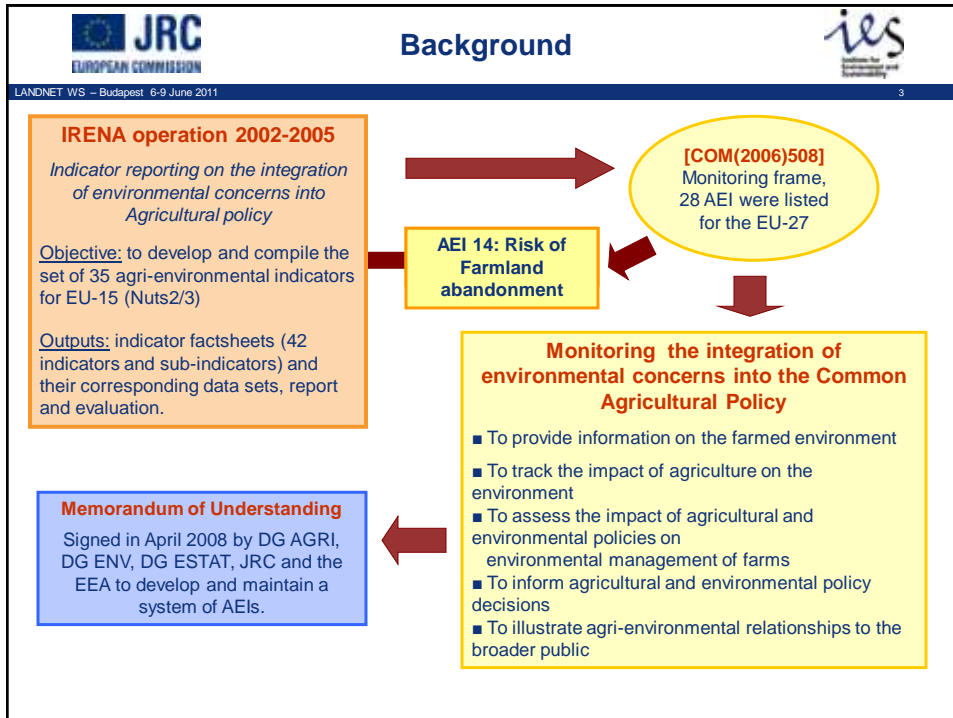 JRC
EUROPEAN COMMISSION
Background
ies
Institute for
Environment and
Sustainability
LANDNET WS – Budapest 6-9 June 2011
3
IRENA operation 2002-2005
Indicator reporting on the integration
of environmental concerns into
Agricultural policy
Objective: to develop and compile the
set of 35 agri-environmental indicators
for EU-15 (Nuts2/3)
Outputs: indicator factsheets (42
indicators and sub-indicators) and
their corresponding data sets, report
and evaluation.
[COM(2006)508]
Monitoring frame,
28 AEI were listed
for the EU-27
AEI 14: Risk of
Farmland
abandonment
Monitoring the integration of
environmental concerns into the Common
Agricultural Policy
■ To provide information on the farmed environment
■ To track the impact of agriculture on the
environment
■ To assess the impact of agricultural and
environmental policies on
environmental management of farms
■ To inform agricultural and environmental policy
decisions
■ To illustrate agri-environmental relationships to the
broader public
Memorandum of Understanding
Signed in April 2008 by DG AGRI,
DG ENV, DG ESTAT, JRC and the
EEA to develop and maintain a
system of AEIs.